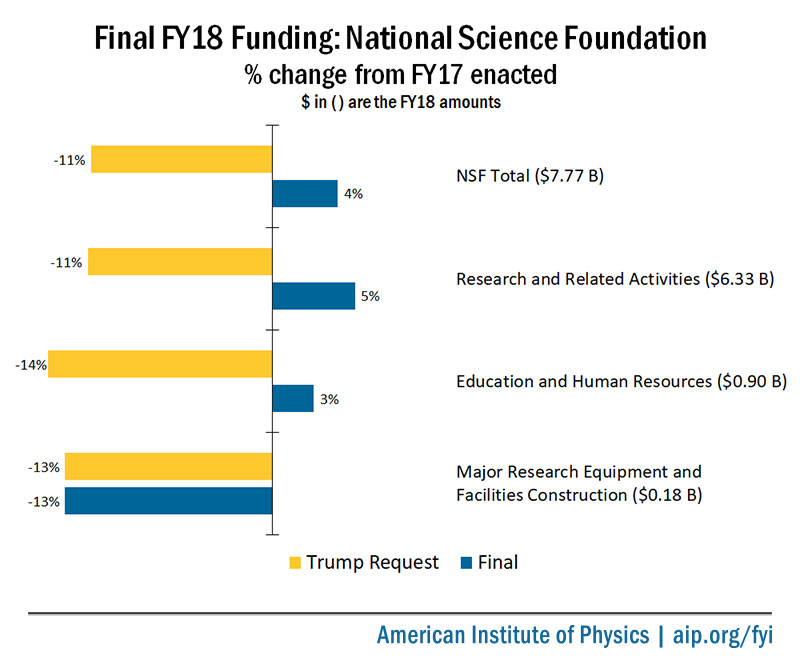 Final FY18 Funding: National Science Foundation
% change from FY17 enacted
$ in ( ) are the FY18 amounts
-11%
4%
NSF Total ($7.77 B)
-11%
5%
Research and Related Activities ($6.33 B)
-14%
3%
Education and Human Resources ($0.90 B)
-13%
-13%
Major Research Equipment and
Facilities Construction ($0.18 B)
Trump Request Final
American Institute of Physics | aip.org/fyi